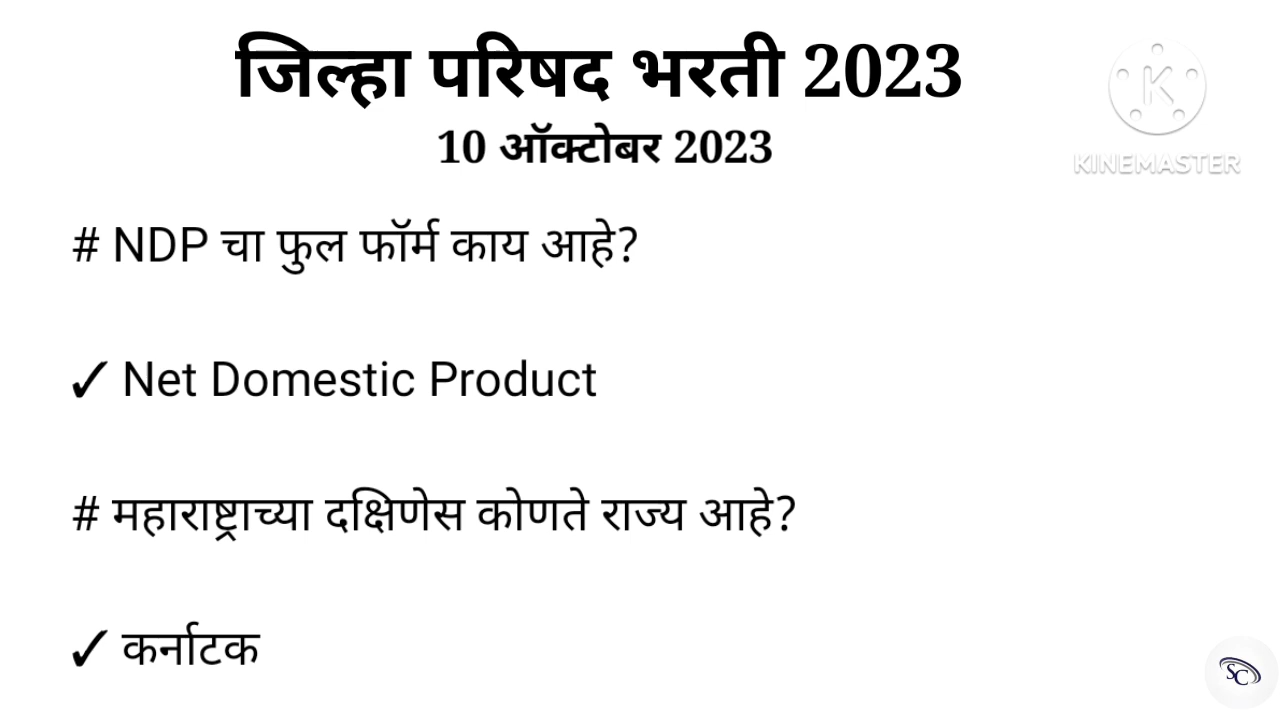 जिल्हा परिषद भरती 2023
10 ऑक्टोबर 2023
K
KINEMASTER
# NDP चा फुल फॉर्म काय आहे?
✓ Net Domestic Product
# महाराष्ट्राच्या दक्षिणेस कोणते राज्य आहे?
✓ कर्नाटक
SC